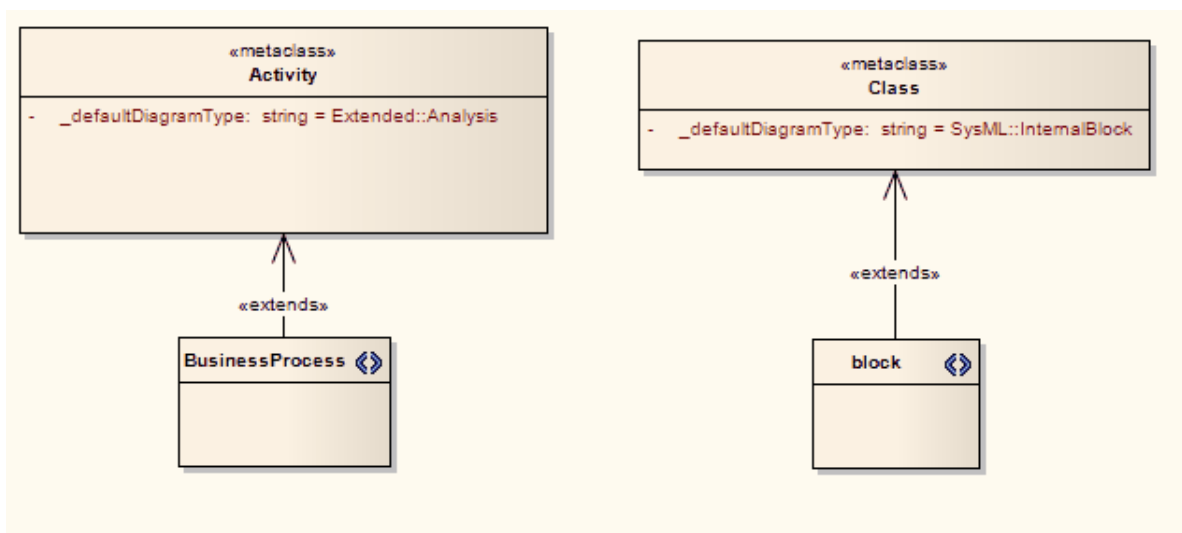 «metaclass»
Activity
- _defaultDiagramType: string = Extended::Analysis
«extends»
BusinessProcess
«metaclass»
Class
- _defaultDiagramType: string = SysML::InternalBlock
«extends»
block